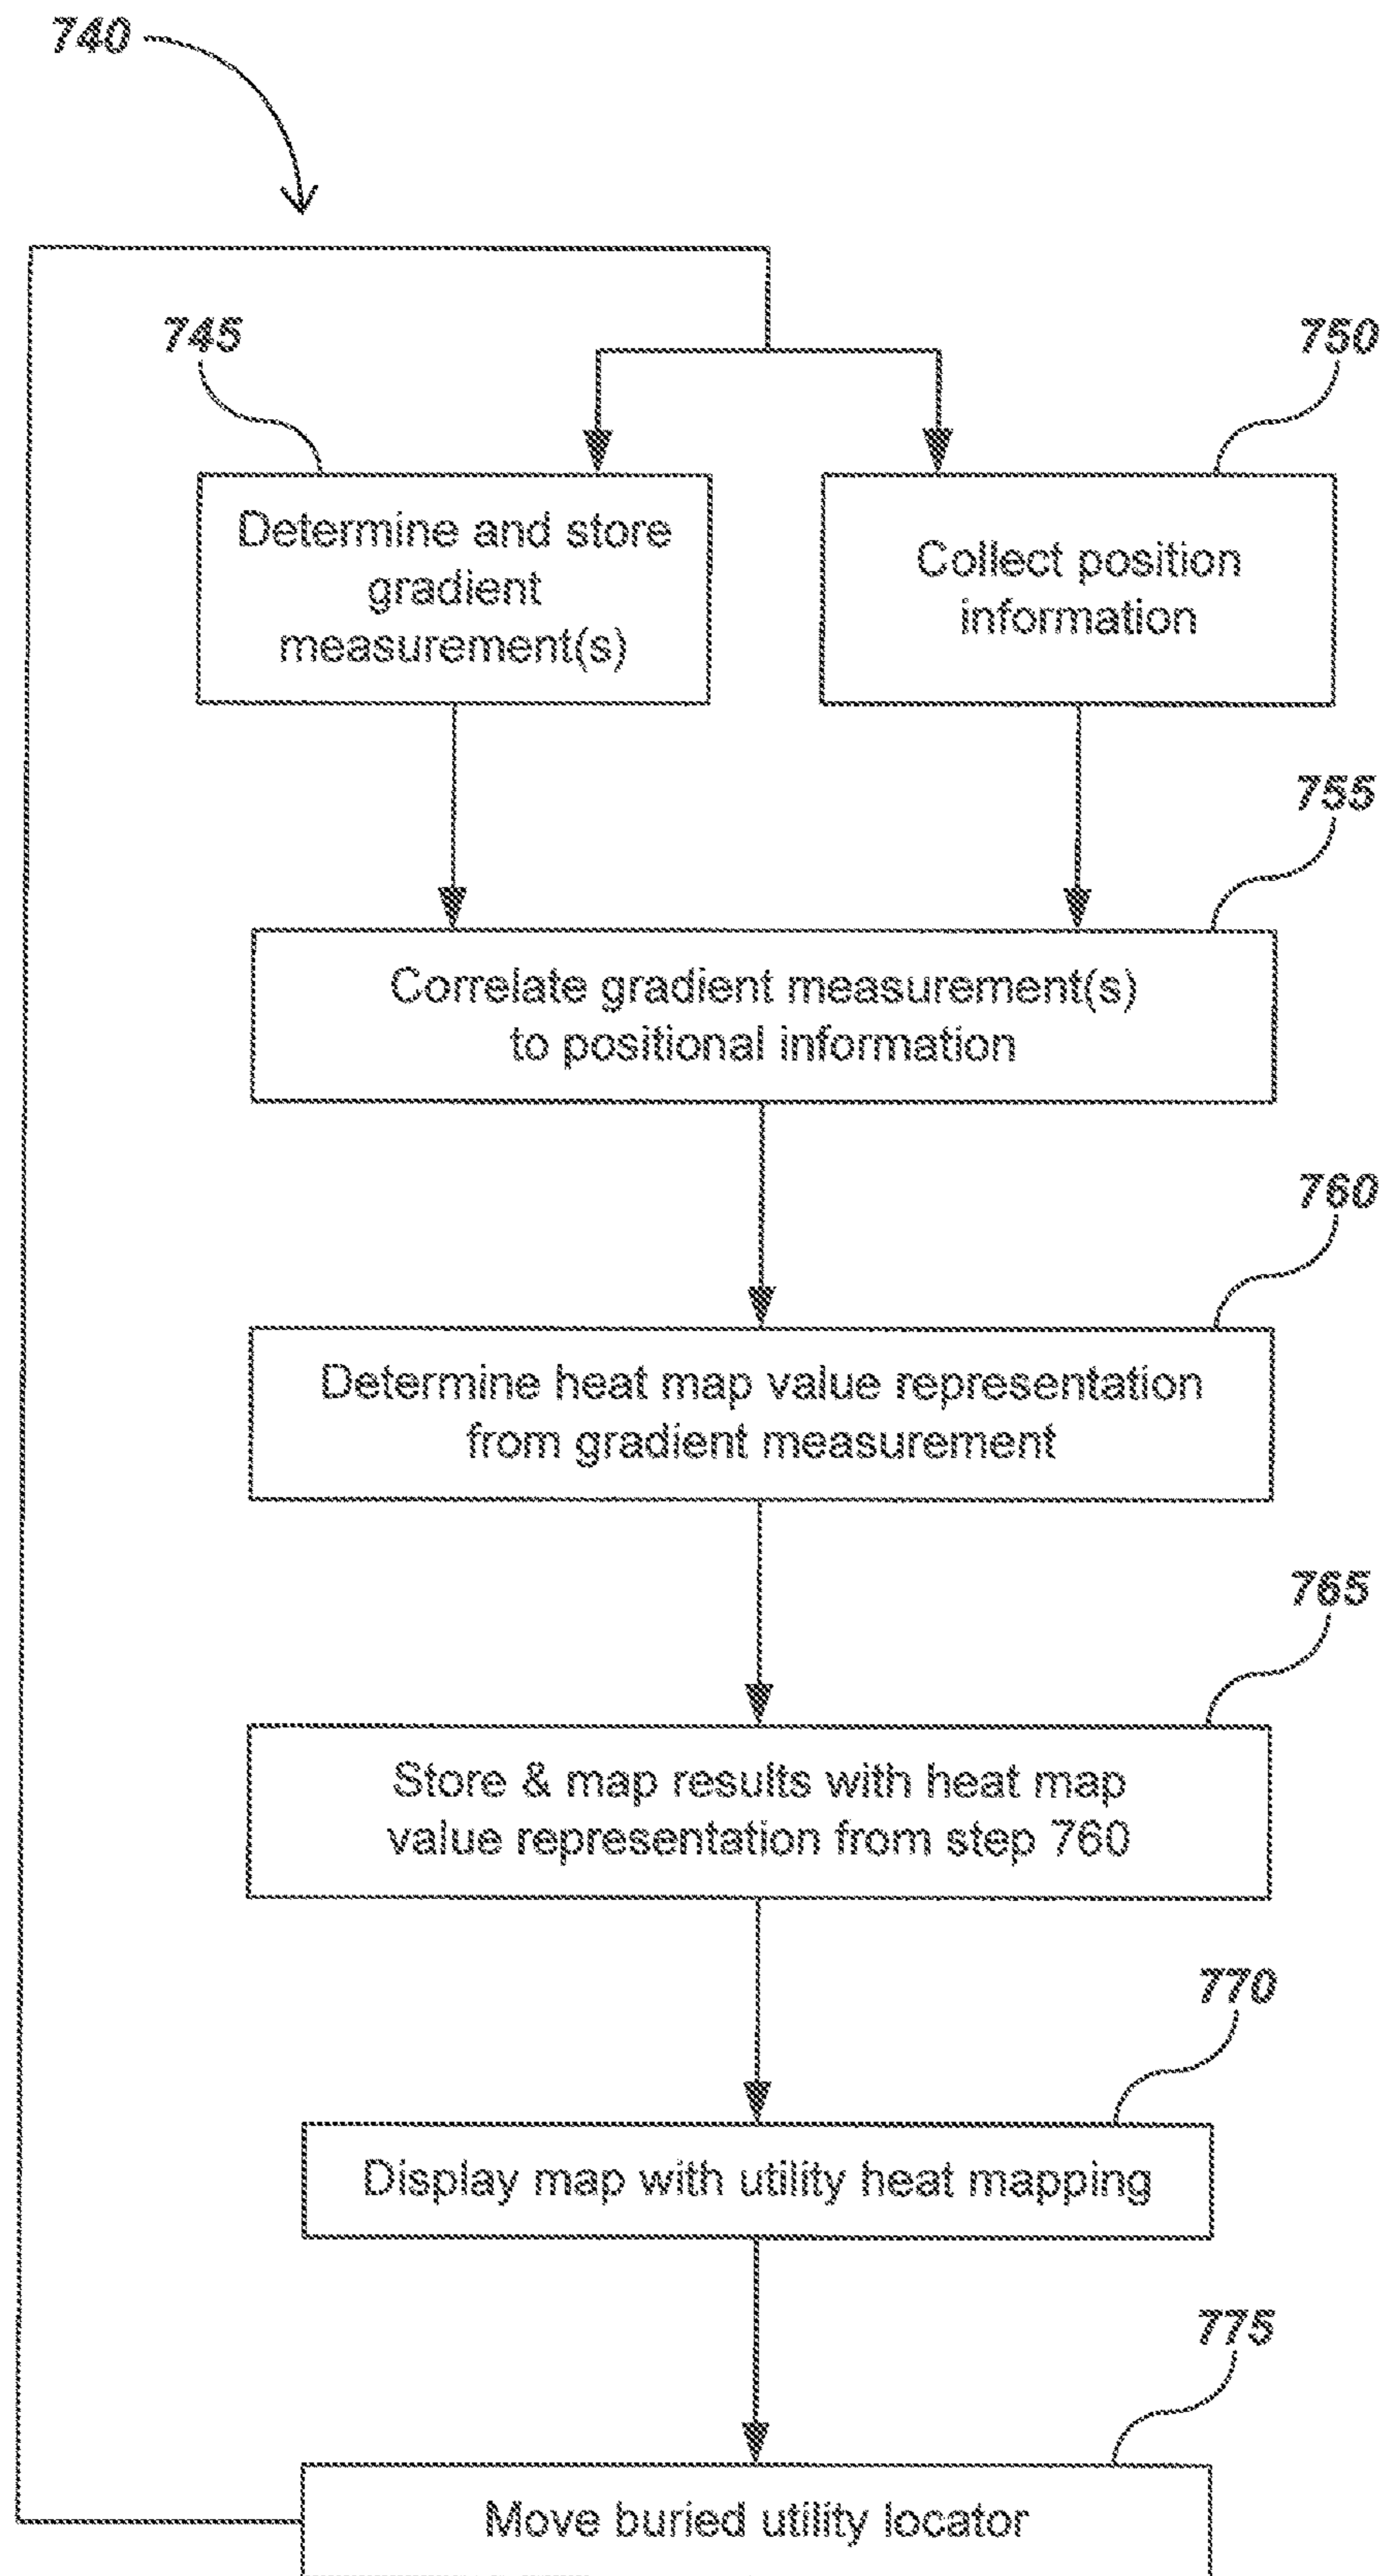 740
745
750
Determine and store
gradient
measurement(s)
Collect position
information
755
Correlate gradient measurement(s)
to positional information
760
Determine heat map value representation
from gradient measurement
765
Store & map results with heat map
value representation from step 760
770
Display map with utility heat mapping
775
Move buried utility locator